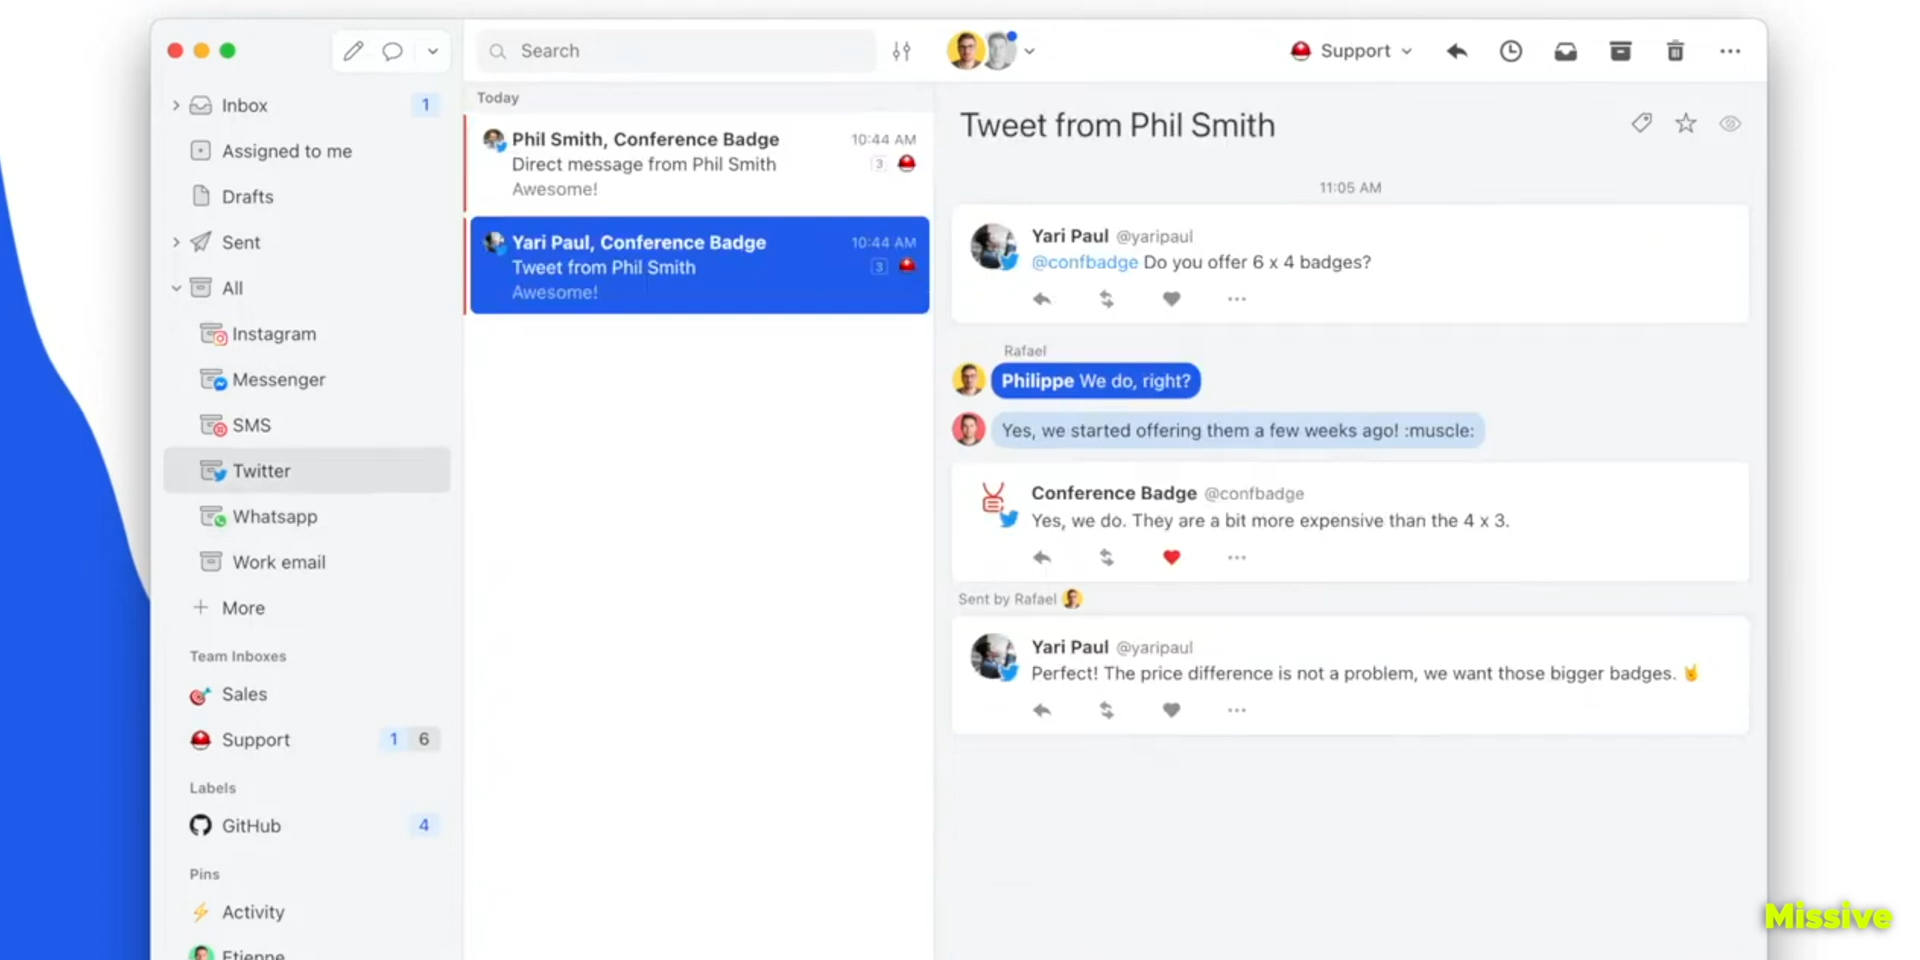 Search
Support
Inbox 1
Assigned to me
Drafts
Sent
All
Instagram
Messenger
SMS
Twitter
Whatsapp
Work email
More
Team Inboxes
Sales
Support 1 6
Labels
GitHub 4
Pins
Activity
Etienne
Today
Phil Smith, Conference Badge 10:44 AM
Direct message from Phil Smith 3
Awesome!
Yari Paul, Conference Badge 10:44 AM
Tweet from Phil Smith 3
Awesome!
Tweet from Phil Smith
11:05 AM
Yari Paul @yaripaul
@confbadge Do you offer 6 x 4 badges?
Rafael
Philippe We do, right?
Yes, we started offering them a few weeks ago! :muscle:
Conference Badge @confbadge
Yes, we do. They are a bit more expensive than the 4 x 3.
Sent by Rafael
Yari Paul @yaripaul
Perfect! The price difference is not a problem, we want those bigger badges. 🤘
Missive